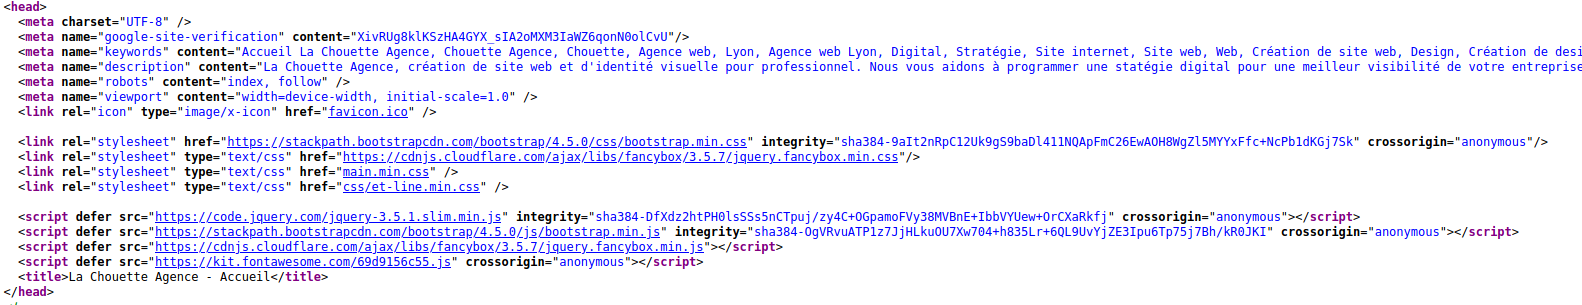 <head>
<meta charset="UTF-8" />
<meta name="google-site-verification" content="XivRUg8klKSzHA4GYX_sIA2oMXM3IaWZ6qonN0olCvU"/>
<meta name="keywords" content="Accueil La Chouette Agence, Chouette Agence, Chouette, Agence web, Lyon, Agence web Lyon, Digital, Stratégie, Site internet, Site web, Web, Création de site web, Design, Création de desi
<meta name="description" content="La Chouette Agence, création de site web et d'identité visuelle pour professionnel. Nous vous aidons à programmer une statégie digital pour une meilleur visibilité de votre entreprise
<meta name="robots" content="index, follow" />
<meta name="viewport" content="width=device-width, initial-scale=1.0" />
<link rel="icon" type="image/x-icon" href="favicon.ico" />
<link rel="stylesheet" href="https://stackpath.bootstrapcdn.com/bootstrap/4.5.0/css/bootstrap.min.css" integrity="sha384-9aIt2nRpC12Uk9gS9baDl411NQApFmC26EwAOH8WgZl5MYYxFfc+NcPb1dKGj7Sk" crossorigin="anonymous"/>
<link rel="stylesheet" type="text/css" href="https://cdnjs.cloudflare.com/ajax/libs/fancybox/3.5.7/jquery.fancybox.min.css"/>
<link rel="stylesheet" type="text/css" href="main.min.css" />
<link rel="stylesheet" type="text/css" href="css/et-line.min.css" />
<script defer src="https://code.jquery.com/jquery-3.5.1.slim.min.js" integrity="sha384-DfXdz2htPH0lsSSs5nCTpuj/zy4C+OGpamoFVy38MVBnE+IbbVYUew+OrCXaRkfj" crossorigin="anonymous"></script>
<script defer src="https://stackpath.bootstrapcdn.com/bootstrap/4.5.0/js/bootstrap.min.js" integrity="sha384-OgVRvuATP1z7JjHLkuOU7Xw704+h835Lr+6QL9UvYjZE3Ipu6Tp75j7Bh/kR0JKI" crossorigin="anonymous"></script>
<script defer src="https://cdnjs.cloudflare.com/ajax/libs/fancybox/3.5.7/jquery.fancybox.min.js"></script>
<script defer src="https://kit.fontawesome.com/69d9156c55.js" crossorigin="anonymous"></script>
<title>La Chouette Agence - Accueil</title>
</head>